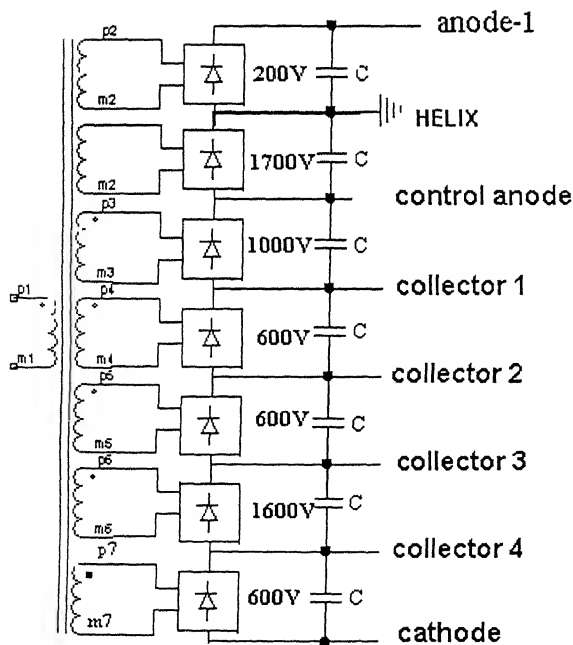 p2
anode-1
200V
C
m2
HELIX
1700V
C
m2
p3
control anode
1000V
C
m3
p1
p4
collector 1
600V
C
m1
m4
p5
collector 2
600V
C
m5
p6
collector 3
1600V
C
m6
p7
collector 4
600V
C
m7
cathode